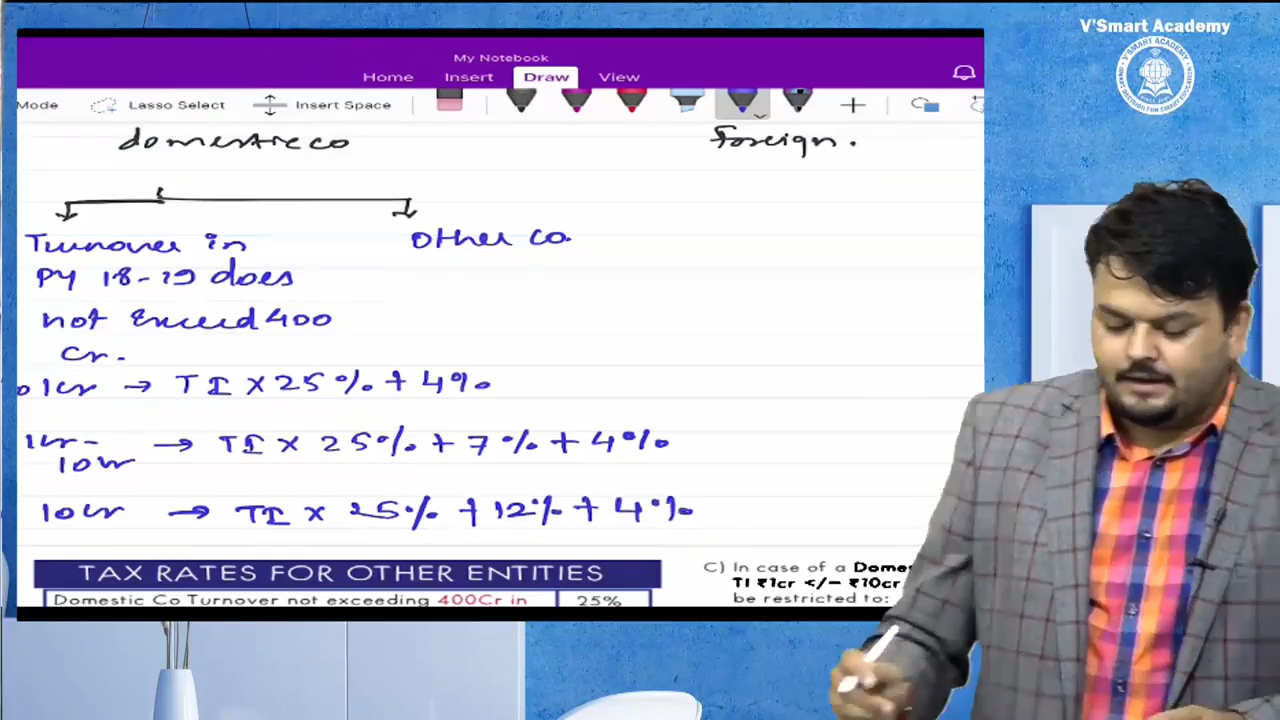 V'Smart Academy
My Notebook
Home Insert Draw View
Mode Lasso Select Insert Space
domestic co Foreign.
Turnover in Other Co.
PY 18-19 does
not Exceed 400
Cr.
01Cr → TI X 25% + 4%
1Cr- → TI X 25% + 7% + 4%
10Cr
10Cr → TI X 25% + 12% + 4%
TAX RATES FOR OTHER ENTITIES
Domestic Co Turnover not exceeding 400Cr in 25%
C) In case of a Dome
TI ₹1cr </— ₹10cr
be restricted to: